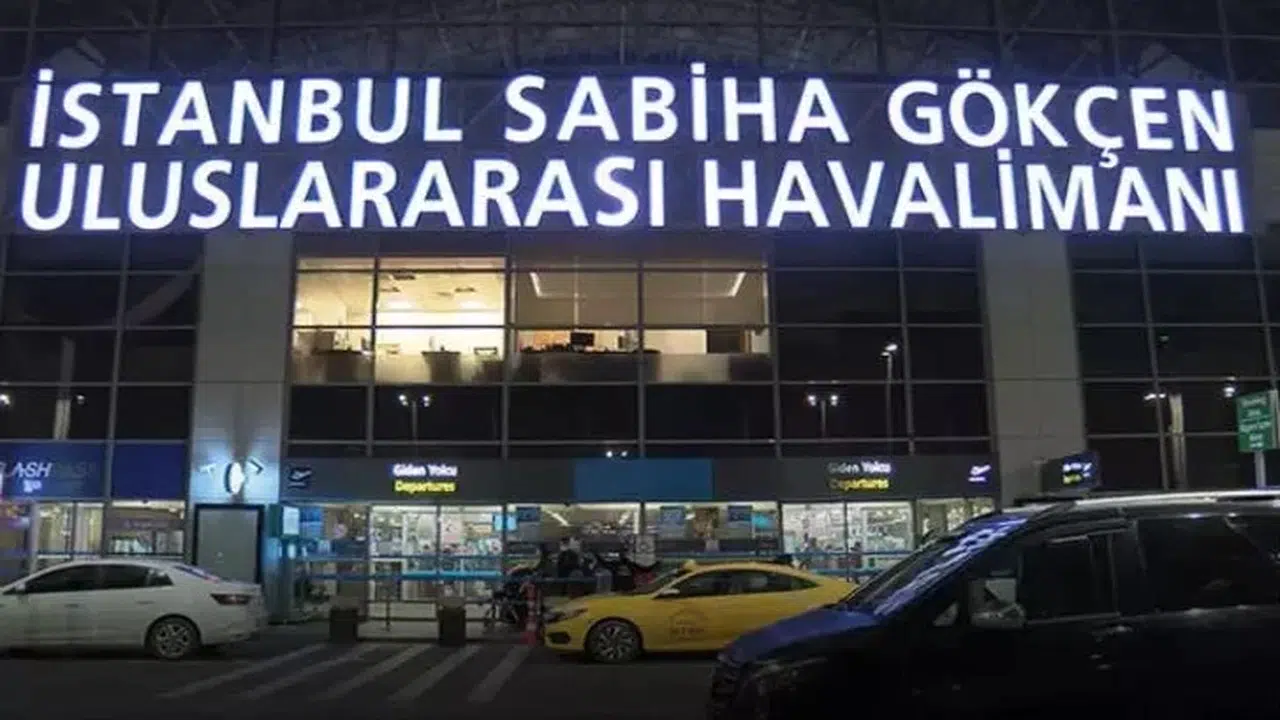 İSTANBUL SABİHA GÖKÇEN
ULUSLARARASI HAVALİMANI
Giden Yolcu
Departures
Giden Yolcu
Departures